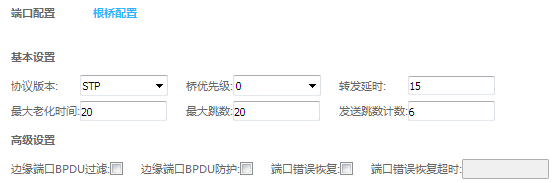 端口配置 根桥配置
基本设置
协议版本: STP 桥优先级: 0 转发延时: 15
最大老化时间: 20 最大跳数: 20 发送跳数计数: 6
高级设置
边缘端口BPDU过滤: 边缘端口BPDU防护: 端口错误恢复: 端口错误恢复超时: